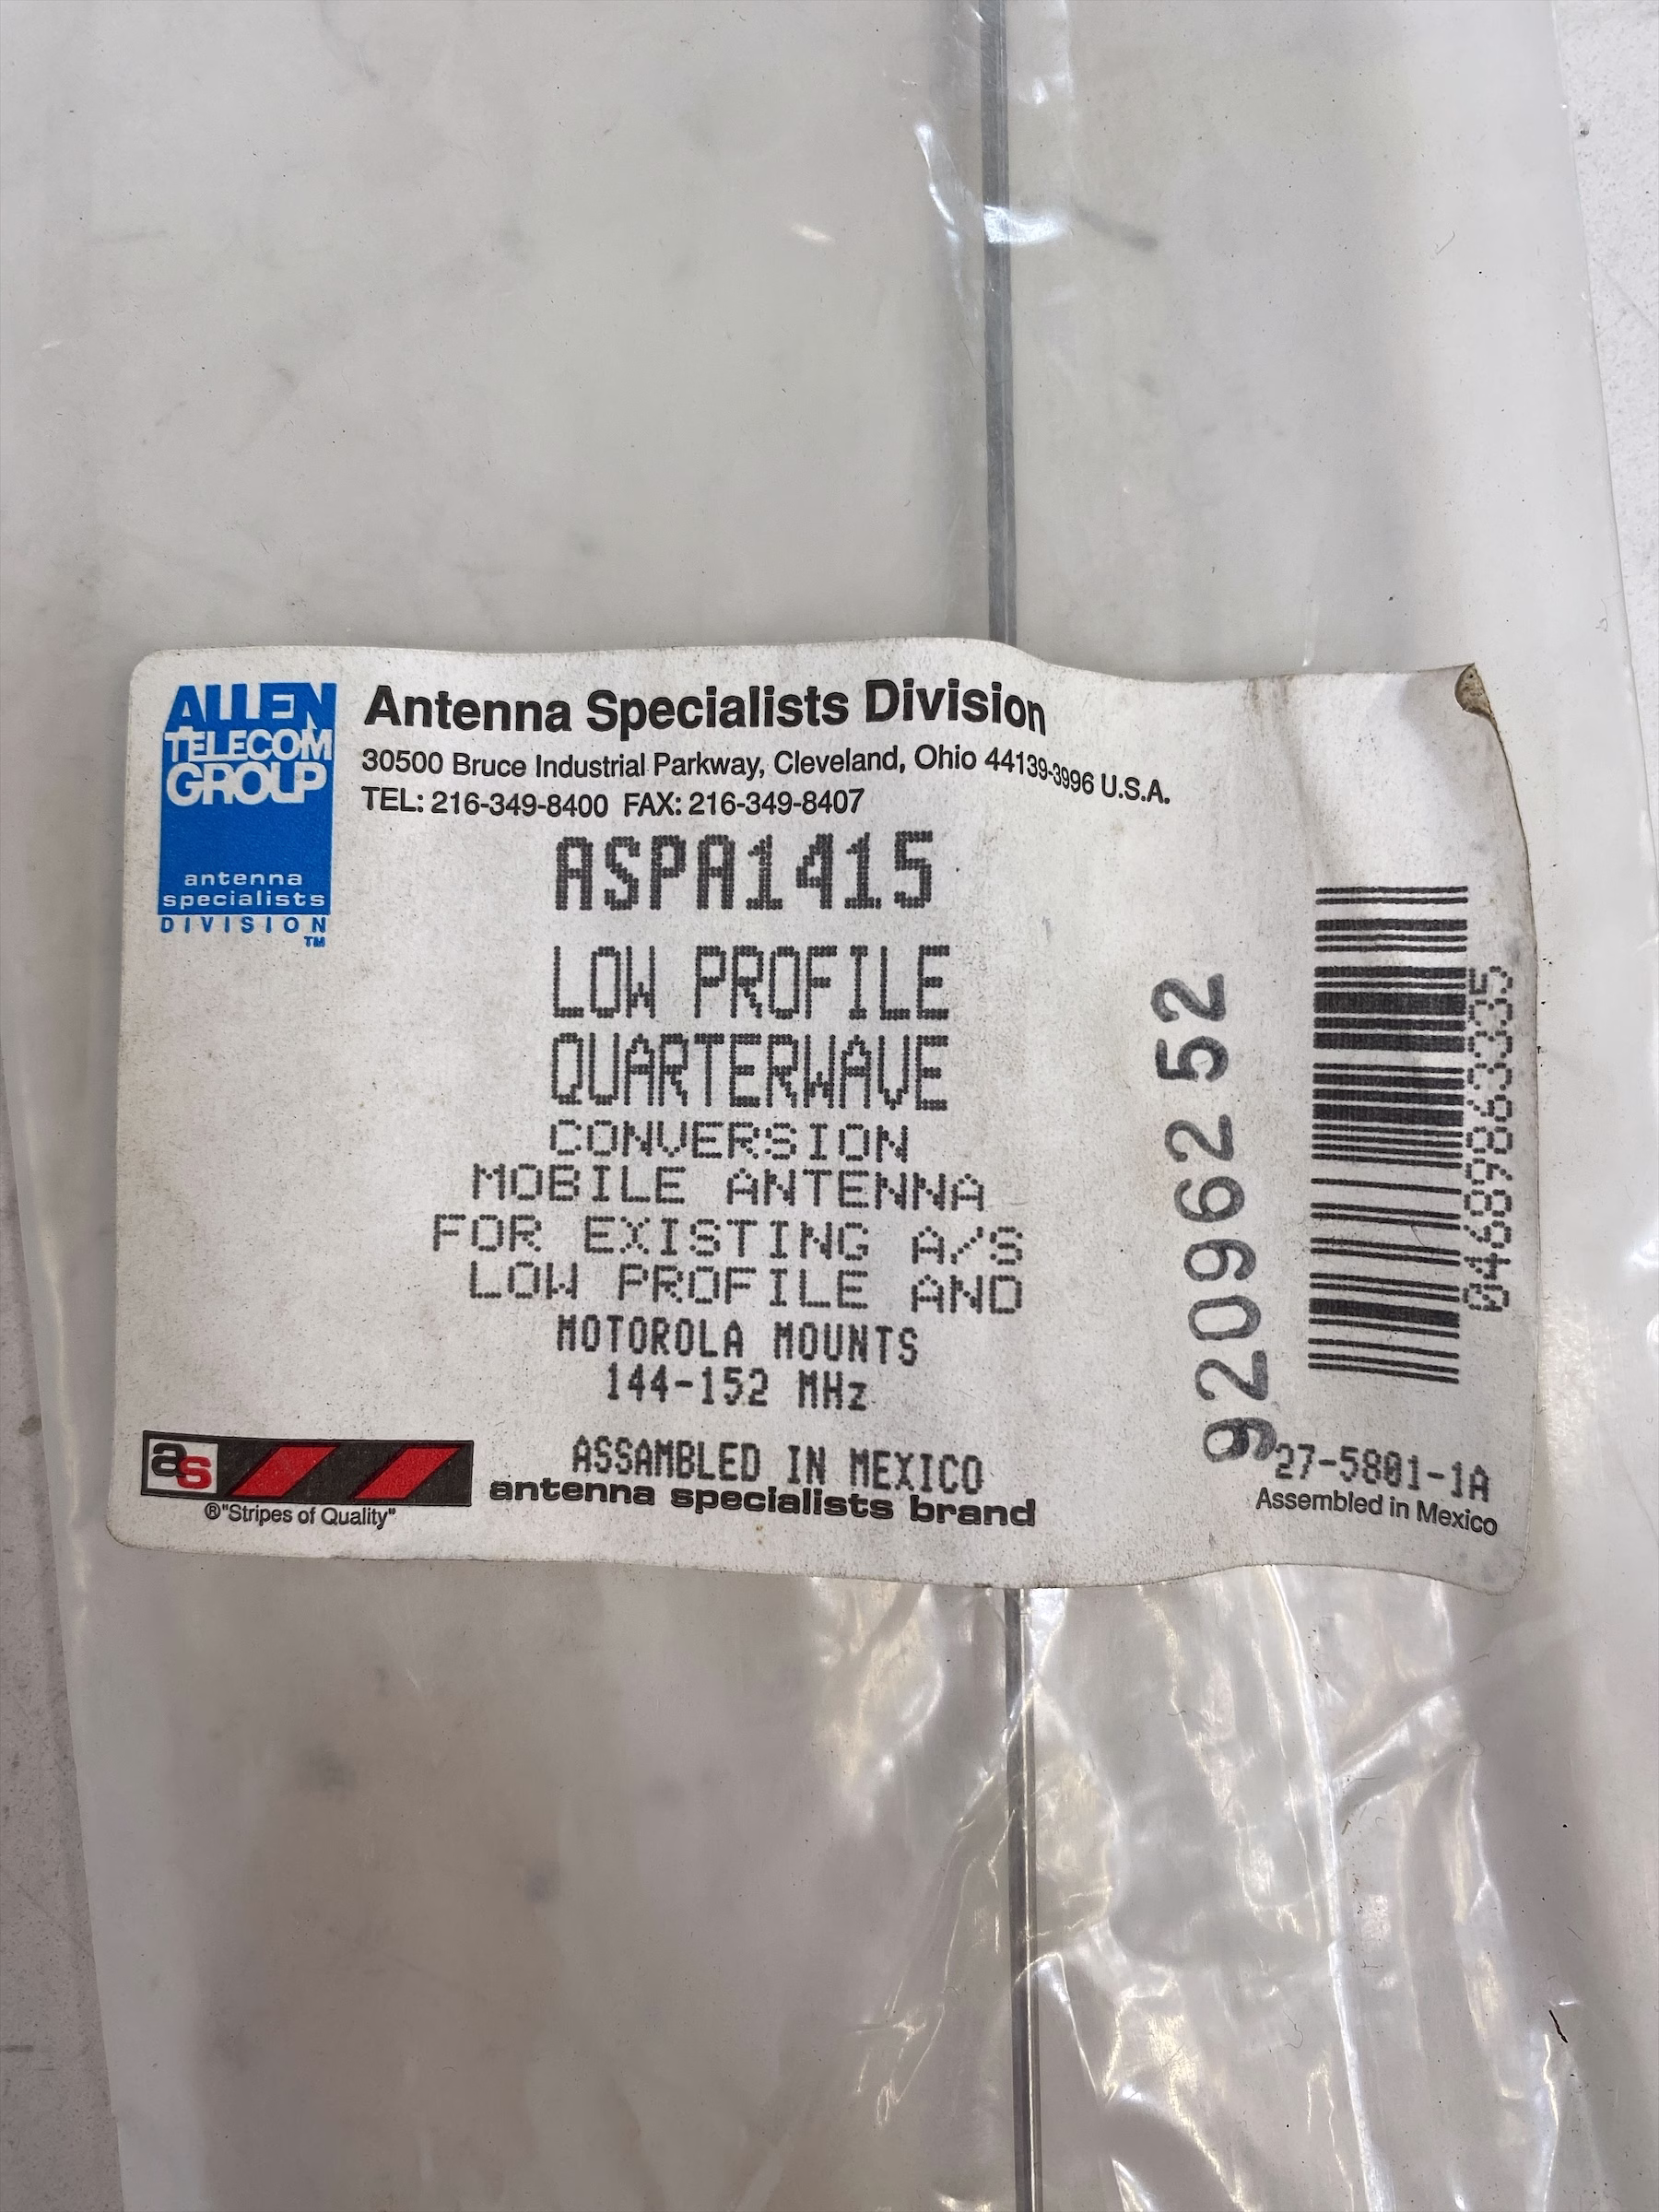 ALLEN
TELECOM
GROUP
antenna
specialists
DIVISION
TM
Antenna Specialists Division
30500 Bruce Industrial Parkway, Cleveland, Ohio 44139-3996 U.S.A.
TEL: 216-349-8400 FAX: 216-349-8407
ASPA1415
LOW PROFILE
QUARTERWAVE
CONVERSION
MOBILE ANTENNA
FOR EXISTING A/S
LOW PROFILE AND
MOTOROLA MOUNTS
144-152 MHz
ASSAMBLED IN MEXICO
antenna specialists brand
as
®"Stripes of Quality"
92096252
046898633335
27-5801-1A
Assembled in Mexico